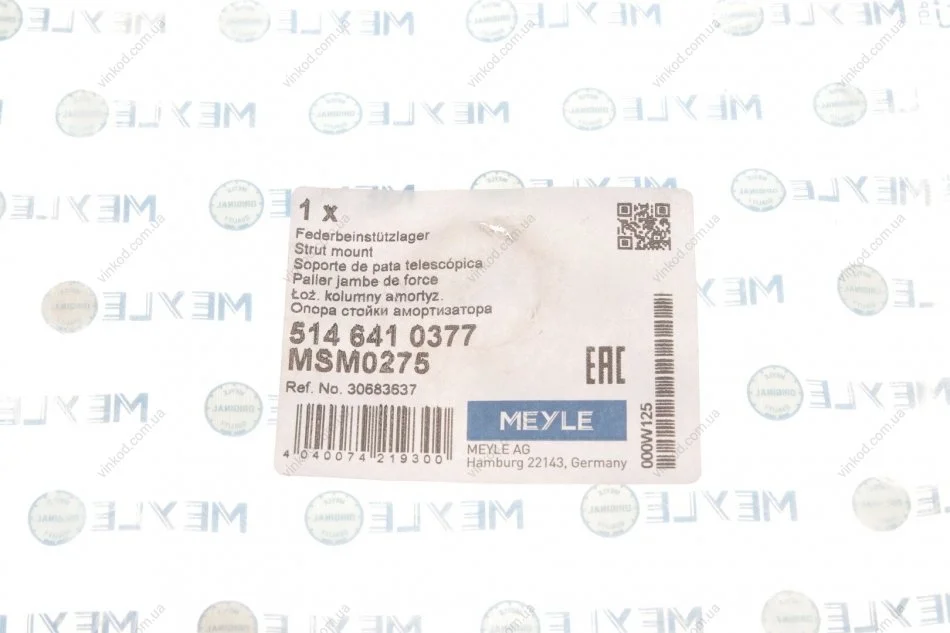 1 x
Federbeinstützlager
Strut mount
Soporte de pata telescópica
Palier jambe de force
Łoż. kolumny amortyz.
Опора стойки амортизатора
514 641 0377
MSM0275
Ref. No. 30683637
4 040074 219300
EAC
MEYLE
MEYLE AG
Hamburg 22143, Germany
000W125
MEYLE
ORIGINAL
QUALITY
vinkod.com.ua